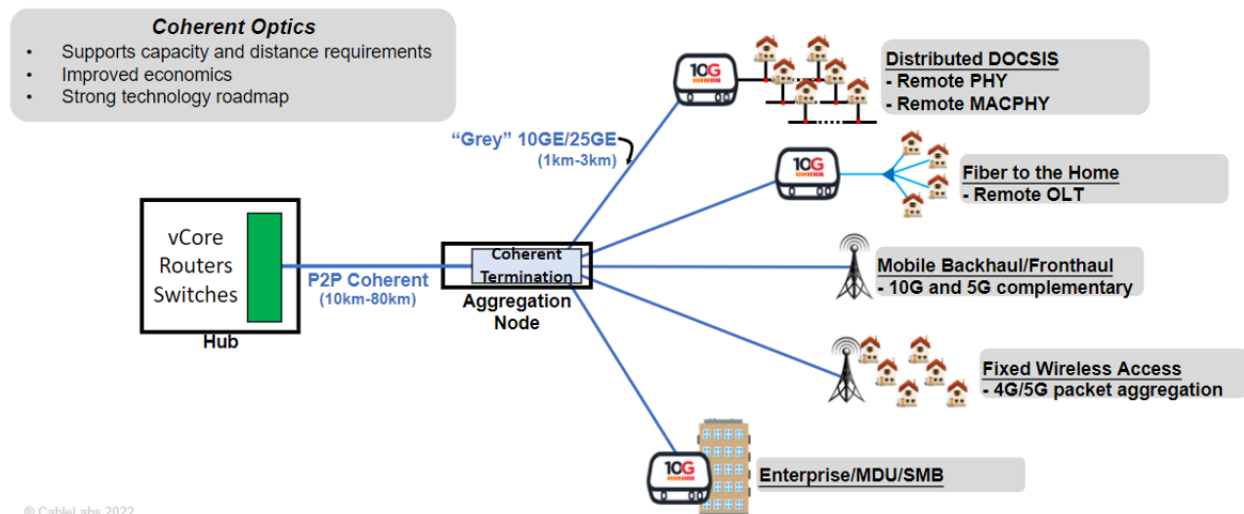 Coherent Optics
• Supports capacity and distance requirements
• Improved economics
• Strong technology roadmap
10G
Distributed DOCSIS
- Remote PHY
- Remote MACPHY
“Grey” 10GE/25GE
(1km-3km)
10G
Fiber to the Home
- Remote OLT
vCore
Routers
Switches
Hub
P2P Coherent
(10km-80km)
Coherent
Termination
Aggregation
Node
Mobile Backhaul/Fronthaul
- 10G and 5G complementary
Fixed Wireless Access
- 4G/5G packet aggregation
10G
Enterprise/MDU/SMB
© CableLabs 2022